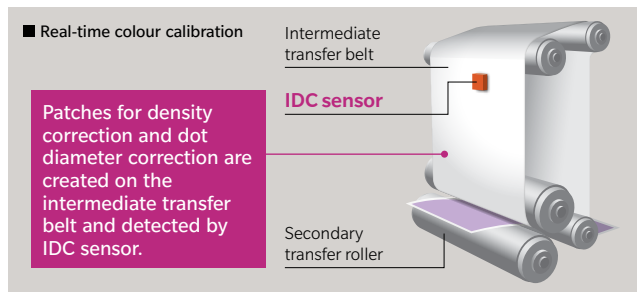 Real-time colour calibration
Intermediate
transfer belt
IDC sensor
Patches for density
correction and dot
diameter correction are
created on the
intermediate transfer
belt and detected by
IDC sensor.
Secondary
transfer roller